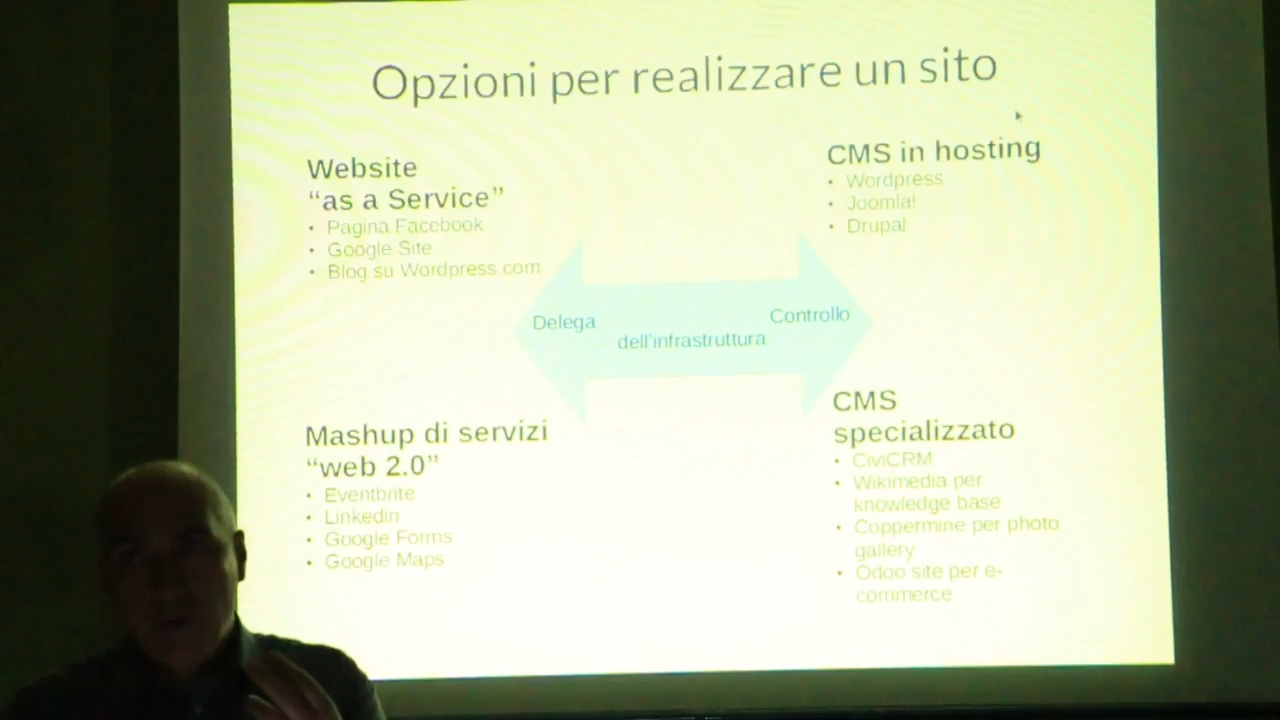 Opzioni per realizzare un sito
Website
“as a Service”
• Pagina Facebook
• Google Site
• Blog su Wordpress.com
CMS in hosting
• Wordpress
• Joomla!
• Drupal
Delega
Controllo
dell'infrastruttura
Mashup di servizi
“web 2.0”
• Eventbrite
• Linkedin
• Google Forms
• Google Maps
CMS
specializzato
• CiviCRM
• Wikimedia per
knowledge base
• Coppermine per photo
gallery
• Odoo site per e-
commerce